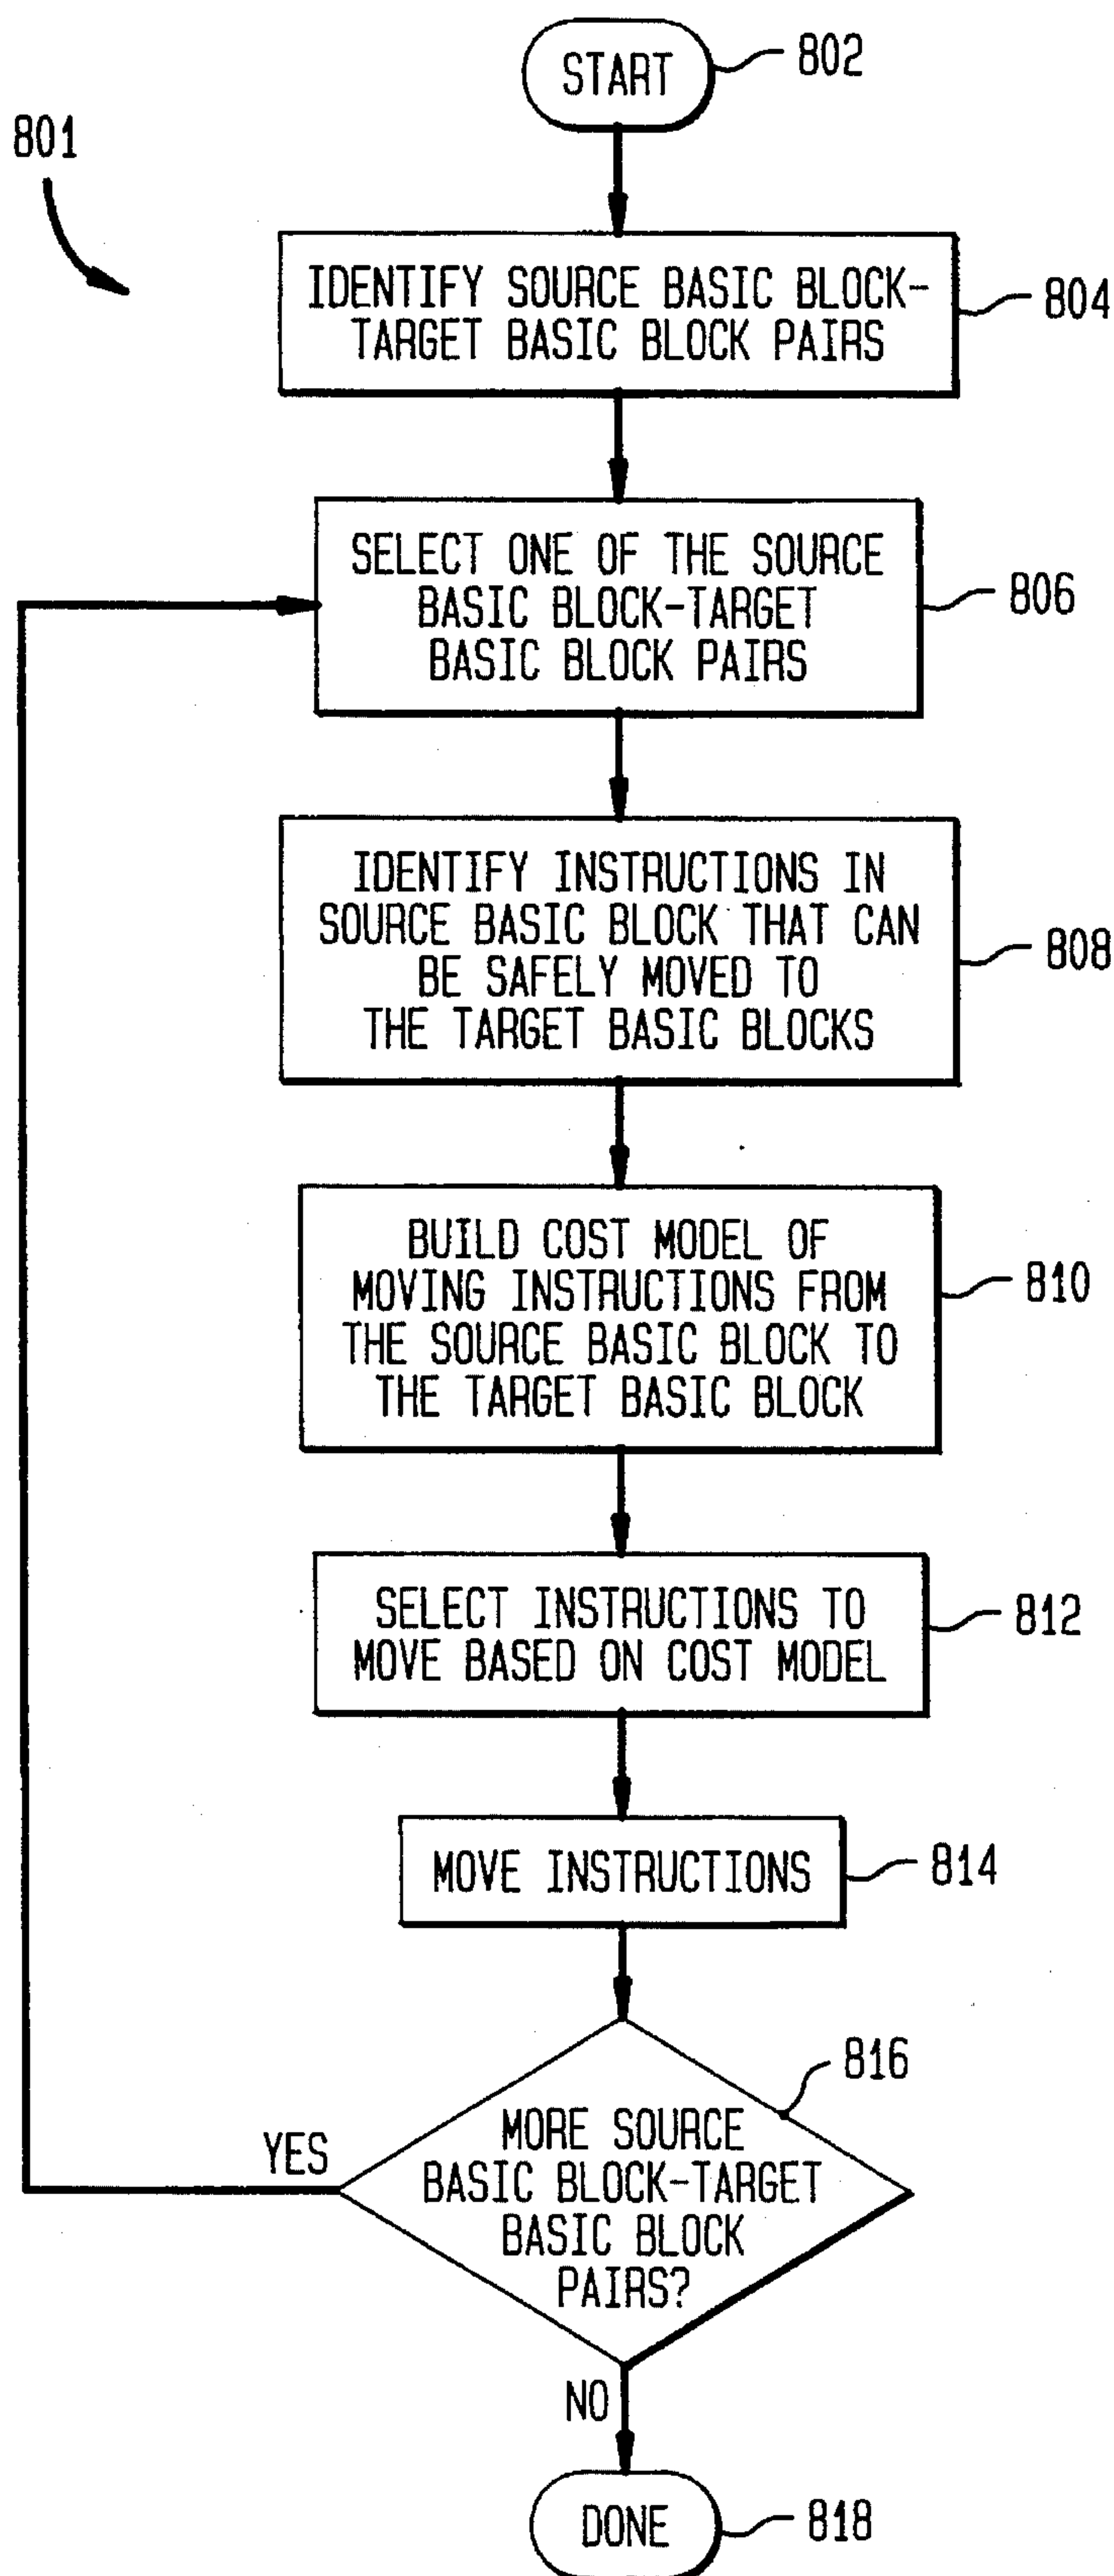 START
802
801
IDENTIFY SOURCE BASIC BLOCK-
TARGET BASIC BLOCK PAIRS
804
SELECT ONE OF THE SOURCE
BASIC BLOCK-TARGET
BASIC BLOCK PAIRS
806
IDENTIFY INSTRUCTIONS IN
SOURCE BASIC BLOCK THAT CAN
BE SAFELY MOVED TO
THE TARGET BASIC BLOCKS
808
BUILD COST MODEL OF
MOVING INSTRUCTIONS FROM
THE SOURCE BASIC BLOCK TO
THE TARGET BASIC BLOCK
810
SELECT INSTRUCTIONS TO
MOVE BASED ON COST MODEL
812
MOVE INSTRUCTIONS
814
816
MORE SOURCE
BASIC BLOCK-TARGET
BASIC BLOCK
PAIRS?
YES
NO
DONE
818